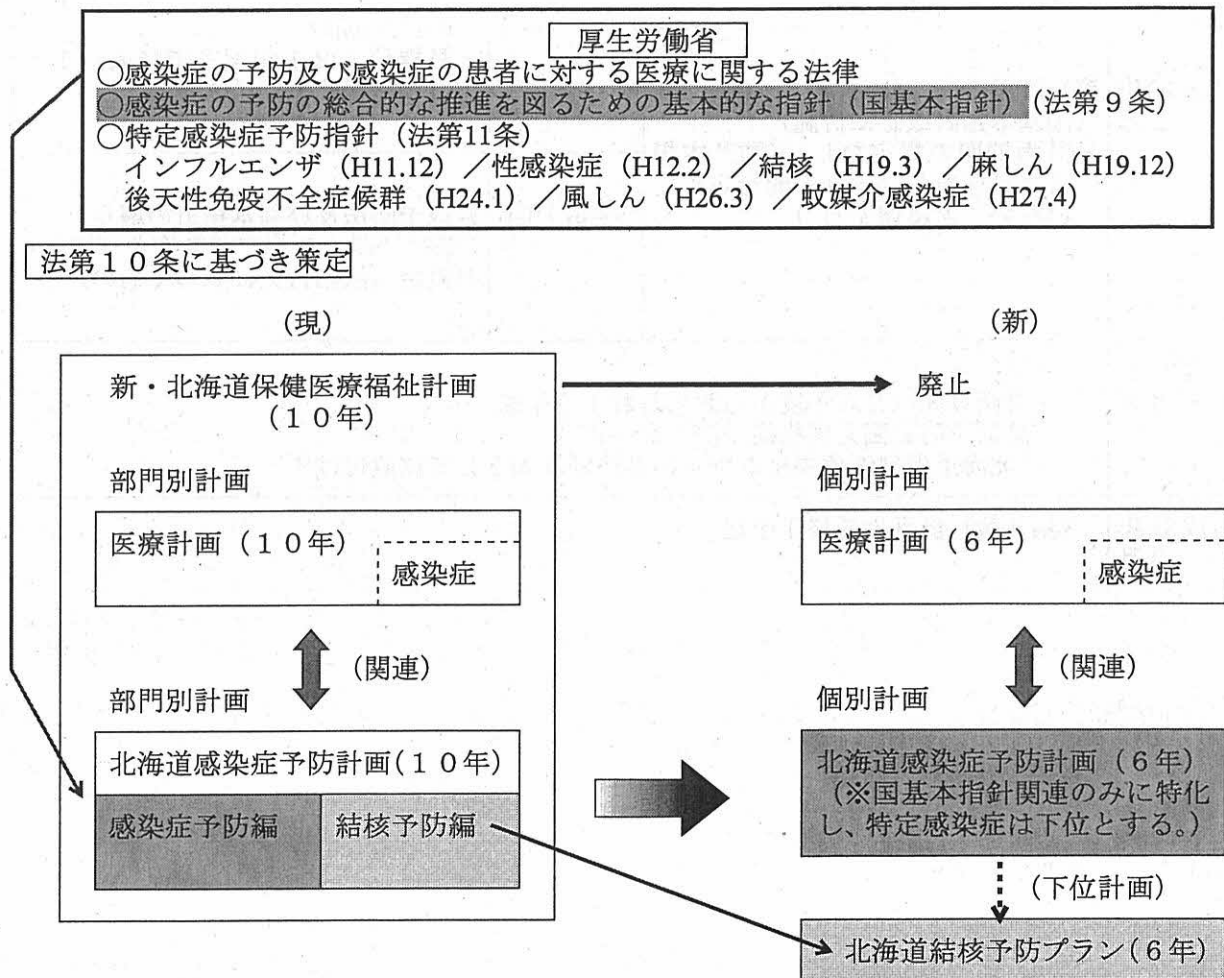 厚生労働省
○感染症の予防及び感染症の患者に対する医療に関する法律
○感染症の予防の総合的な推進を図るための基本的な指針（国基本指針）（法第９条）
○特定感染症予防指針（法第11条）
インフルエンザ（H11.12）／性感染症（H12.2）／結核（H19.3）／麻しん（H19.12）
後天性免疫不全症候群（H24.1）／風しん（H26.3）／蚊媒介感染症（H27.4）
法第１０条に基づき策定
（現）
新・北海道保健医療福祉計画
（１０年）
部門別計画
医療計画（１０年）
感染症
（関連）
部門別計画
北海道感染症予防計画（１０年）
感染症予防編
結核予防編
（新）
廃止
個別計画
医療計画（６年）
感染症
（関連）
個別計画
北海道感染症予防計画（６年）
（※国基本指針関連のみに特化
し、特定感染症は下位とする。）
（下位計画）
北海道結核予防プラン（６年）